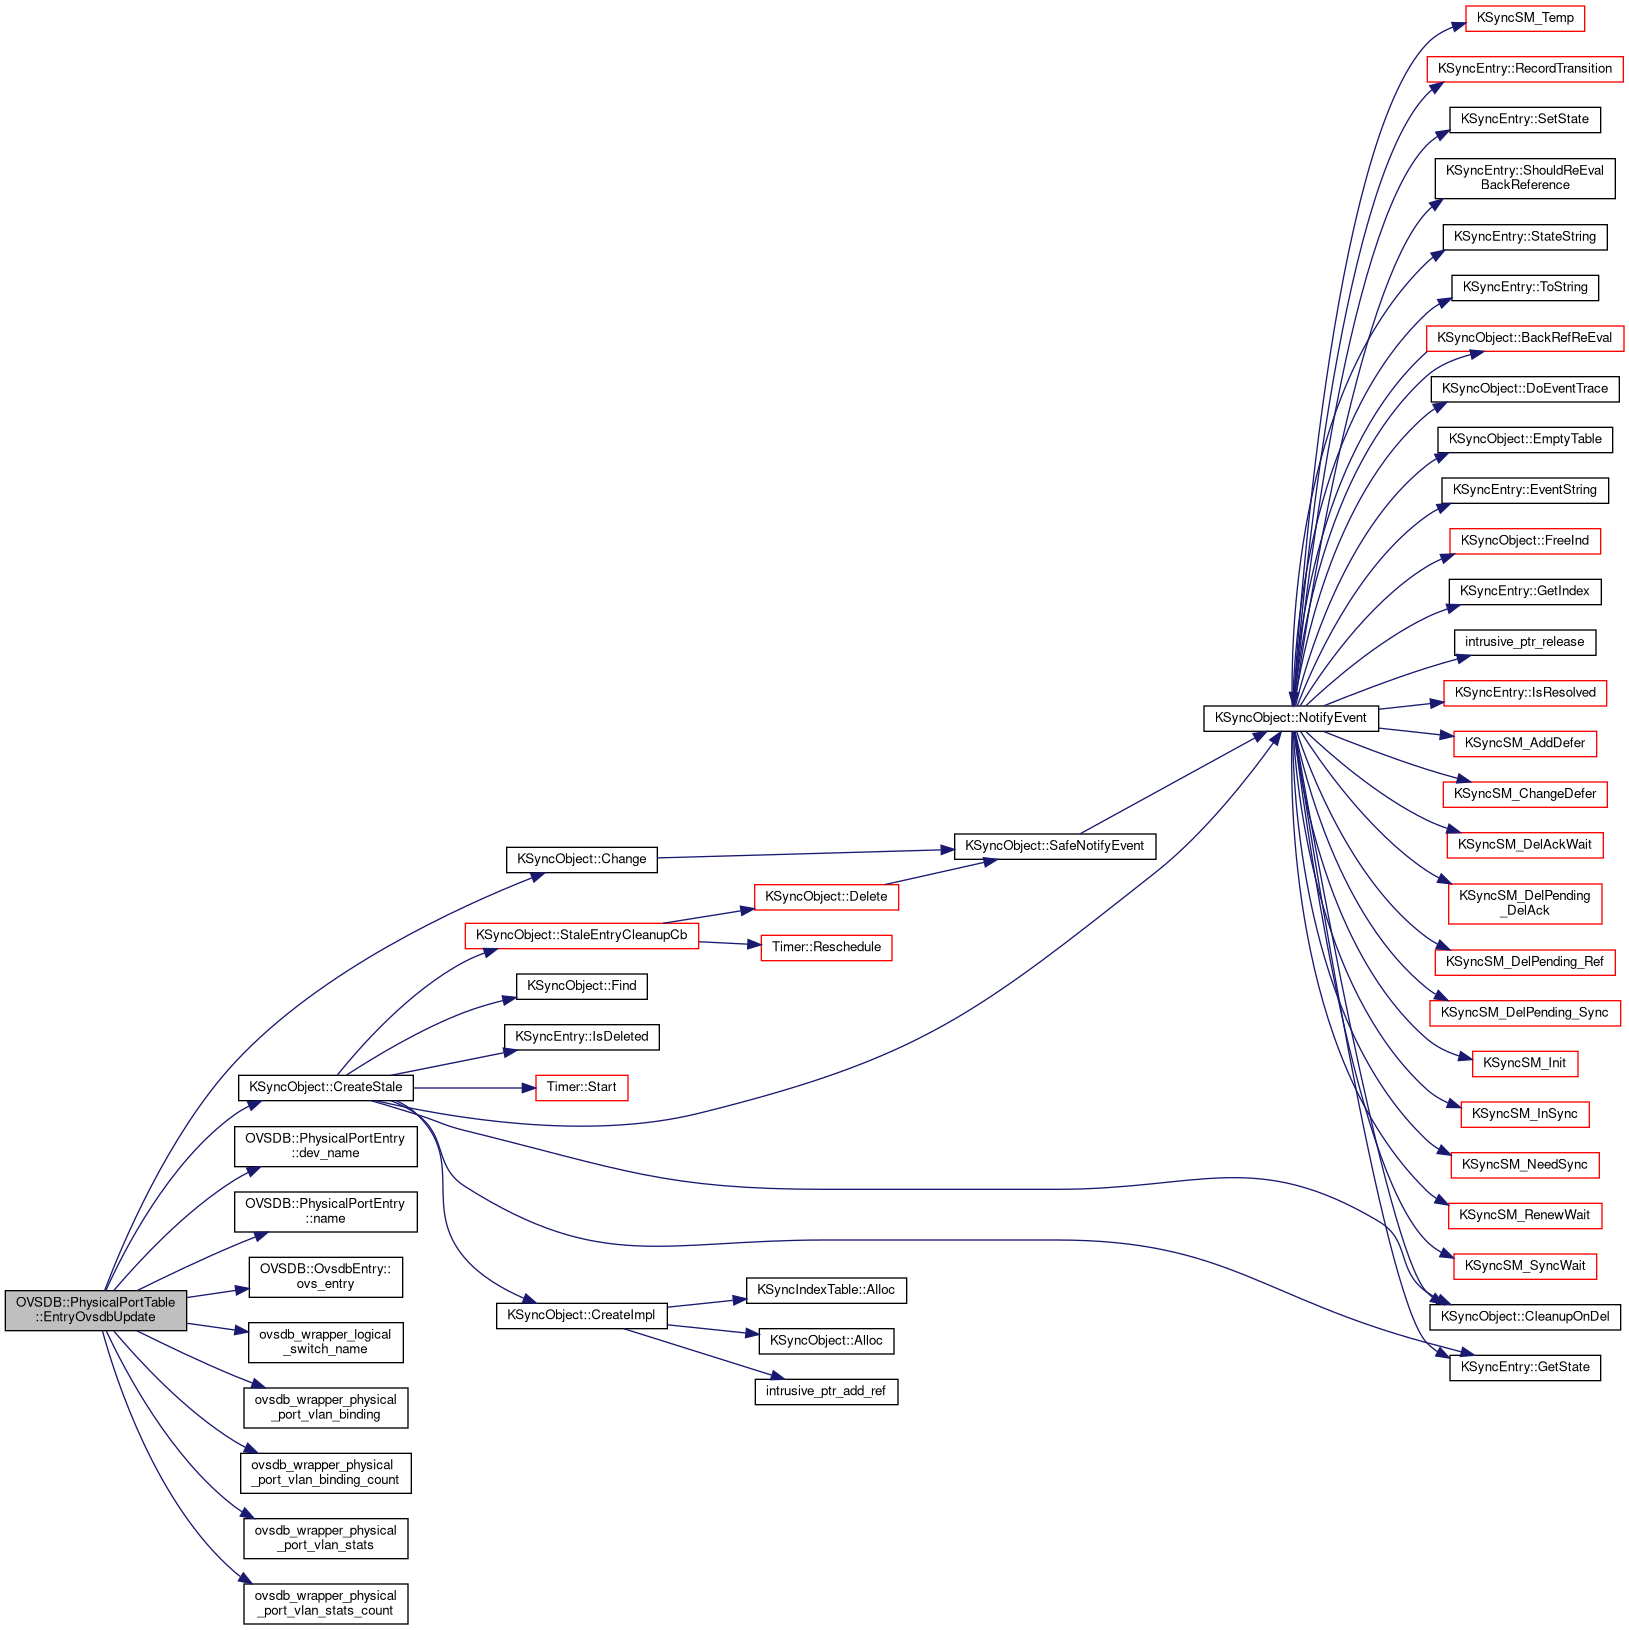 OVSDB::PhysicalPortTable
::EntryOvsdbUpdate
KSyncObject::Change
KSyncObject::CreateStale
OVSDB::PhysicalPortEntry
::dev_name
OVSDB::PhysicalPortEntry
::name
OVSDB::OvsdbEntry::
ovs_entry
ovsdb_wrapper_logical
_switch_name
ovsdb_wrapper_physical
_port_vlan_binding
ovsdb_wrapper_physical
_port_vlan_binding_count
ovsdb_wrapper_physical
_port_vlan_stats
ovsdb_wrapper_physical
_port_vlan_stats_count
KSyncObject::StaleEntryCleanupCb
KSyncObject::Find
KSyncEntry::IsDeleted
Timer::Start
KSyncObject::CreateImpl
KSyncObject::Delete
Timer::Reschedule
KSyncIndexTable::Alloc
KSyncObject::Alloc
intrusive_ptr_add_ref
KSyncObject::SafeNotifyEvent
KSyncObject::NotifyEvent
KSyncSM_Temp
KSyncEntry::RecordTransition
KSyncEntry::SetState
KSyncEntry::ShouldReEval
BackReference
KSyncEntry::StateString
KSyncEntry::ToString
KSyncObject::BackRefReEval
KSyncObject::DoEventTrace
KSyncObject::EmptyTable
KSyncEntry::EventString
KSyncObject::FreeInd
KSyncEntry::GetIndex
intrusive_ptr_release
KSyncEntry::IsResolved
KSyncSM_AddDefer
KSyncSM_ChangeDefer
KSyncSM_DelAckWait
KSyncSM_DelPending
_DelAck
KSyncSM_DelPending_Ref
KSyncSM_DelPending_Sync
KSyncSM_Init
KSyncSM_InSync
KSyncSM_NeedSync
KSyncSM_RenewWait
KSyncSM_SyncWait
KSyncObject::CleanupOnDel
KSyncEntry::GetState